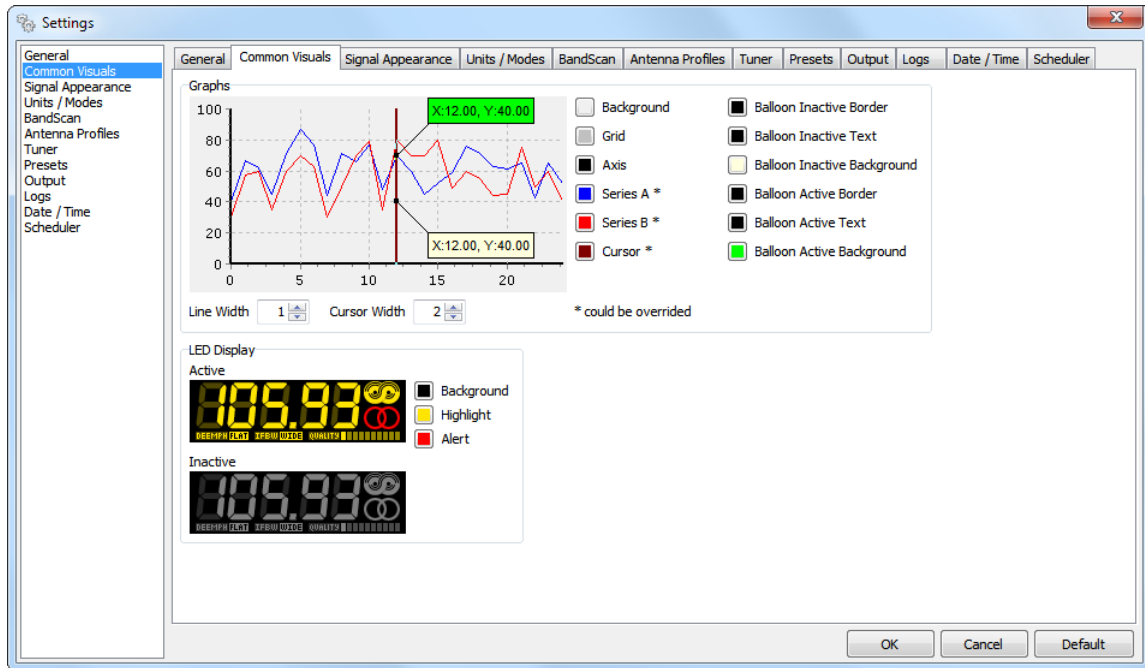 Settings
General
Common Visuals
Signal Appearance
Units / Modes
BandScan
Antenna Profiles
Tuner
Presets
Output
Logs
Date / Time
Scheduler
General Common Visuals Signal Appearance Units / Modes BandScan Antenna Profiles Tuner Presets Output Logs Date / Time Scheduler
Graphs
100
80
60
40
20
0
0 5 10 15 20
X:12.00, Y:40.00
X:12.00, Y:40.00
Background
Grid
Axis
Series A *
Series B *
Cursor *
Balloon Inactive Border
Balloon Inactive Text
Balloon Inactive Background
Balloon Active Border
Balloon Active Text
Balloon Active Background
Line Width 1 Cursor Width 2 * could be overrided
LED Display
Active
105.93
DEEMPH FLAT IFBW WIDE QUALITY
Background
Highlight
Alert
Inactive
105.93
DEEMPH FLAT IFBW WIDE QUALITY
OK Cancel Default